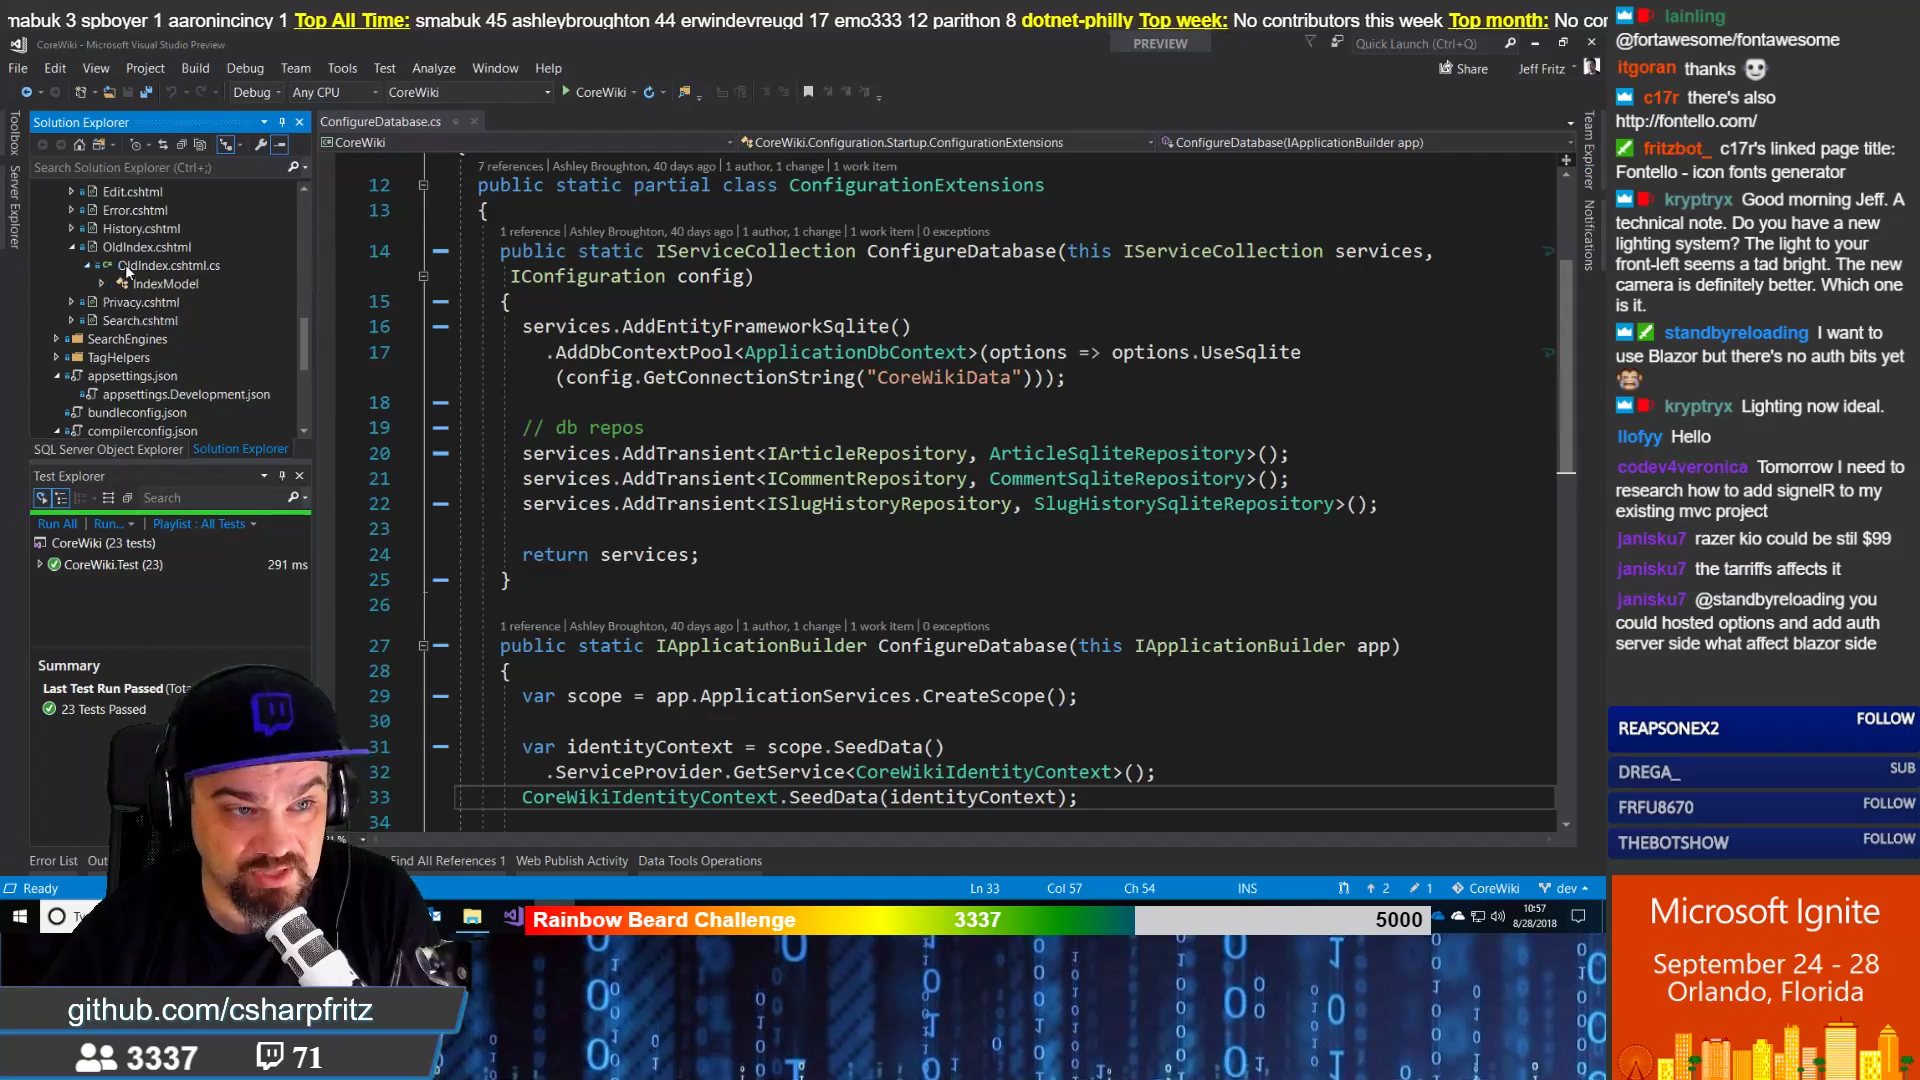 mabuk 3 spboyer 1 aaronincincy 1 Top All Time: smabuk 45 ashleybroughton 44 erwindevreugd 17 emo333 12 parithon 8 dotnet-philly Top week: No contributors this week Top month: No cor
CoreWiki - Microsoft Visual Studio Preview
PREVIEW
Quick Launch (Ctrl+Q)
File Edit View Project Build Debug Team Tools Test Analyze Window Help
Share
Jeff Fritz
Debug
Any CPU
CoreWiki
CoreWiki
Toolbox
Server Explorer
Solution Explorer
Search Solution Explorer (Ctrl+;)
Edit.cshtml
Error.cshtml
History.cshtml
OldIndex.cshtml
OldIndex.cshtml.cs
IndexModel
Privacy.cshtml
Search.cshtml
SearchEngines
TagHelpers
appsettings.json
appsettings.Development.json
bundleconfig.json
compilerconfig.json
SQL Server Object Explorer
Solution Explorer
Test Explorer
Search
Run All
Run...
Playlist : All Tests
CoreWiki (23 tests)
CoreWiki.Test (23)
291 ms
Summary
Last Test Run Passed (Tota
23 Tests Passed
ConfigureDatabase.cs
CoreWiki
CoreWiki.Configuration.Startup.ConfigurationExtensions
ConfigureDatabase(IApplicationBuilder app)
7 references | Ashley Broughton, 40 days ago | 1 author, 1 change | 1 work item
12 public static partial class ConfigurationExtensions
13 {
1 reference | Ashley Broughton, 40 days ago | 1 author, 1 change | 1 work item | 0 exceptions
14 public static IServiceCollection ConfigureDatabase(this IServiceCollection services,
IConfiguration config)
15 {
16 services.AddEntityFrameworkSqlite()
17 .AddDbContextPool<ApplicationDbContext>(options => options.UseSqlite
(config.GetConnectionString("CoreWikiData")));
18
19 // db repos
20 services.AddTransient<IArticleRepository, ArticleSqliteRepository>();
21 services.AddTransient<ICommentRepository, CommentSqliteRepository>();
22 services.AddTransient<ISlugHistoryRepository, SlugHistorySqliteRepository>();
23
24 return services;
25 }
26
1 reference | Ashley Broughton, 40 days ago | 1 author, 1 change | 1 work item | 0 exceptions
27 public static IApplicationBuilder ConfigureDatabase(this IApplicationBuilder app)
28 {
29 var scope = app.ApplicationServices.CreateScope();
30
31 var identityContext = scope.SeedData()
32 .ServiceProvider.GetService<CoreWikiIdentityContext>();
33 CoreWikiIdentityContext.SeedData(identityContext);
34
Team Explorer
Notifications
Error List
Out
Find All References 1
Web Publish Activity
Data Tools Operations
Ready
Ln 33
Col 57
Ch 54
INS
2
1
CoreWiki
dev
10:57
8/28/2018
Rainbow Beard Challenge
3337
5000
github.com/csharpfritz
3337
71
lainling
@fortawesome/fontawesome
itgoran thanks
c17r there's also
http://fontello.com/
fritzbot_ c17r's linked page title:
Fontello - icon fonts generator
kryptryx Good morning Jeff. A
technical note. Do you have a new
lighting system? The light to your
front-left seems a tad bright. The new
camera is definitely better. Which one
is it.
standbyreloading I want to
use Blazor but there's no auth bits yet
kryptryx Lighting now ideal.
llofyy Hello
codev4veronica Tomorrow I need to
research how to add signelR to my
existing mvc project
janisku7 razer kio could be stil $99
janisku7 the tarriffs affects it
janisku7 @standbyreloading you
could hosted options and add auth
server side what affect blazor side
REAPSONEX2 FOLLOW
DREGA_ SUB
FRFU8670 FOLLOW
THEBOTSHOW FOLLOW
Microsoft Ignite
September 24 - 28
Orlando, Florida